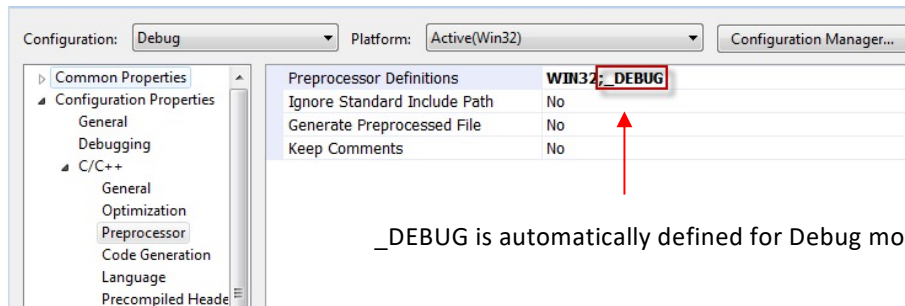 Configuration: Debug Platform: Active(Win32) Configuration Manager...
Common Properties
Configuration Properties
General
Debugging
C/C++
General
Optimization
Preprocessor
Code Generation
Language
Precompiled Heade
Preprocessor Definitions WIN32;_DEBUG
Ignore Standard Include Path No
Generate Preprocessed File No
Keep Comments No
_DEBUG is automatically defined for Debug mo